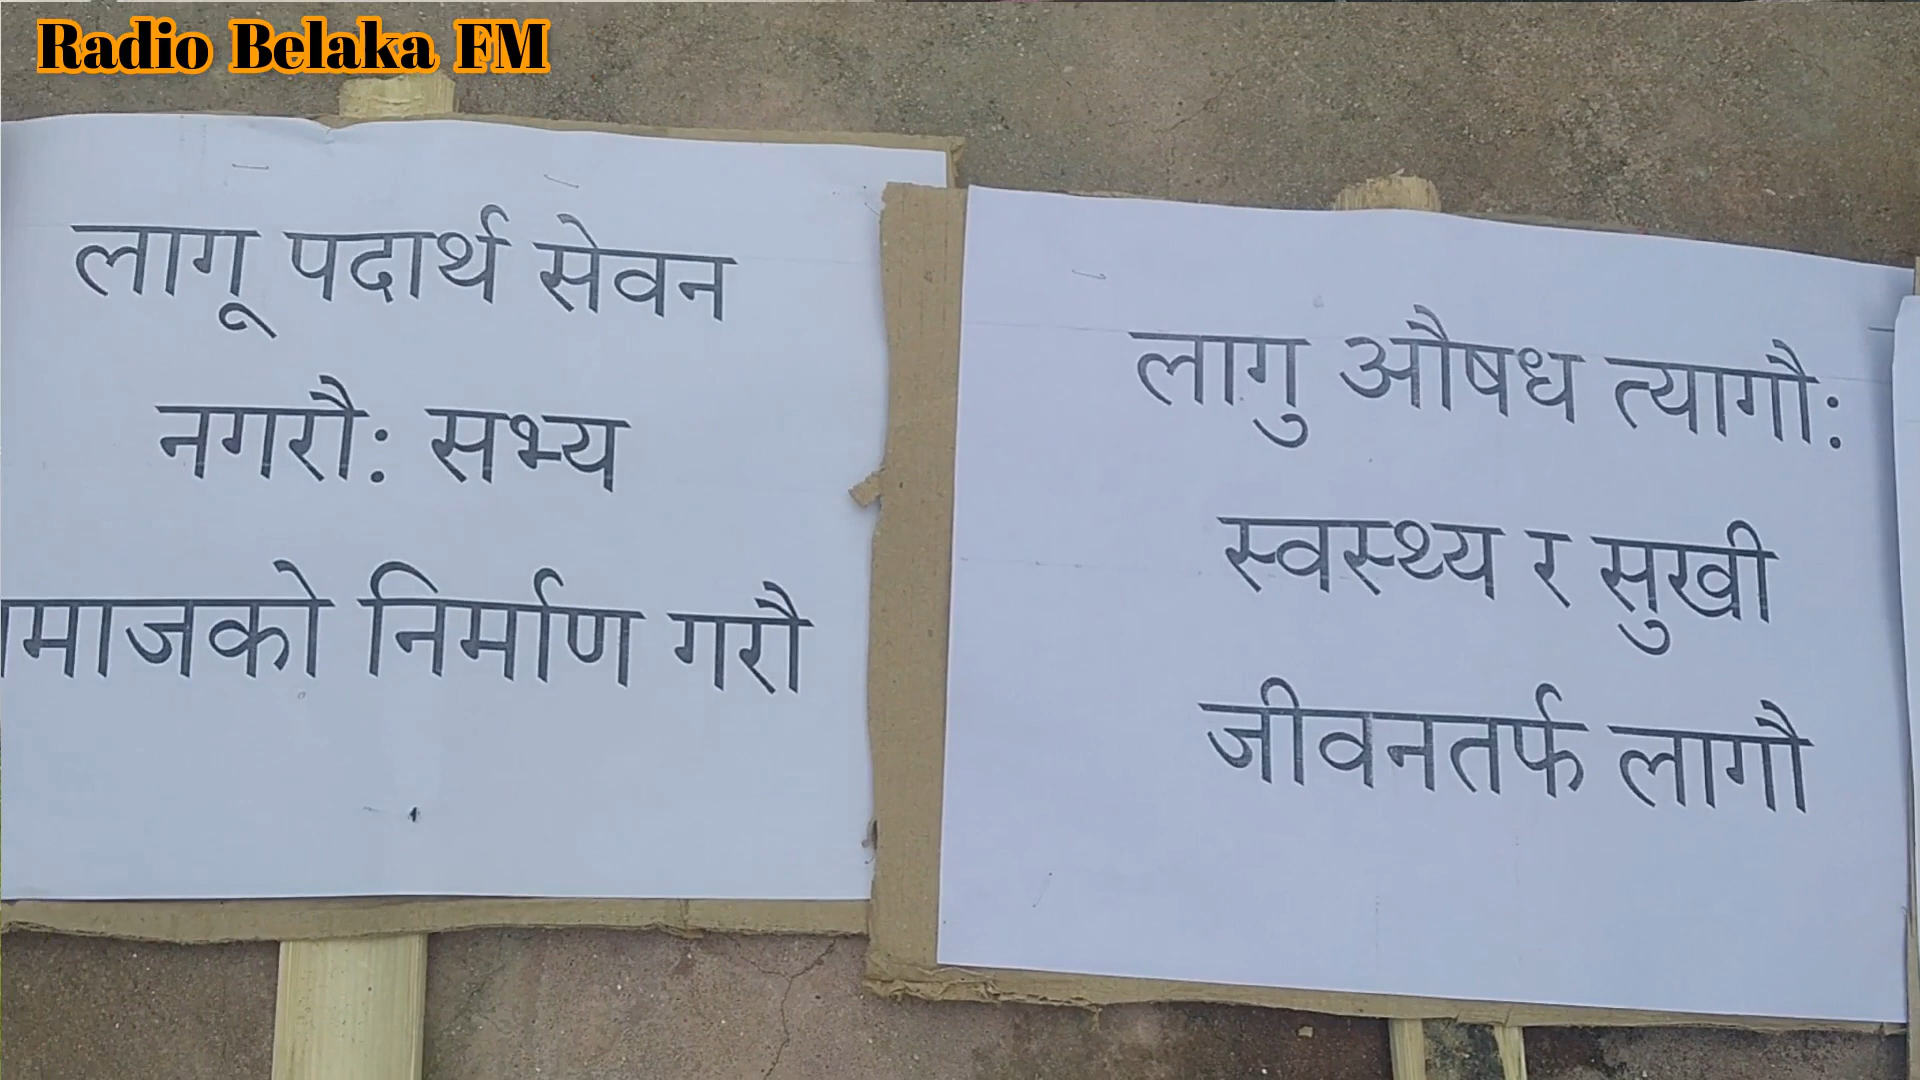 Radio Belaka FM
लागू पदार्थ सेवन
नगरौ: सभ्य
माजको निर्माण गरौ
लागु औषध त्यागौ:
स्वस्थ्य र सुखी
जीवनतर्फ लागौ